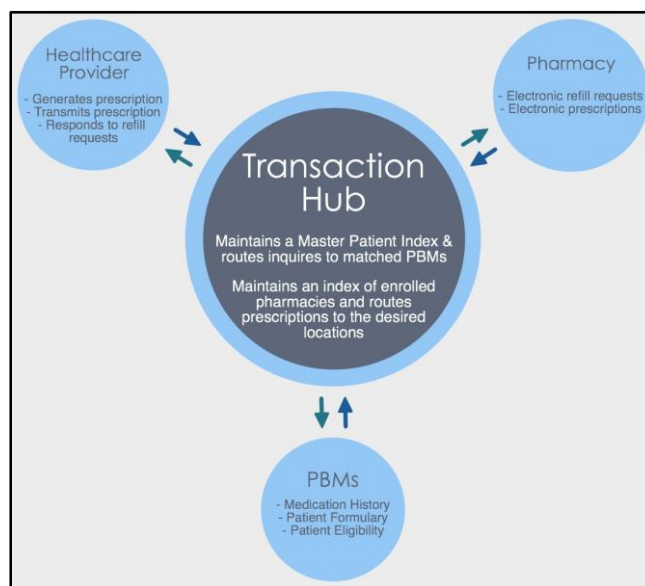 Healthcare
Provider
- Generates prescription
- Transmits prescription
- Responds to refill
requests
Pharmacy
- Electronic refill requests
- Electronic prescriptions
Transaction
Hub
Maintains a Master Patient Index &
routes inquires to matched PBMs
Maintains an index of enrolled
pharmacies and routes
prescriptions to the desired
locations
PBMs
- Medication History
- Patient Formulary
- Patient Eligibility